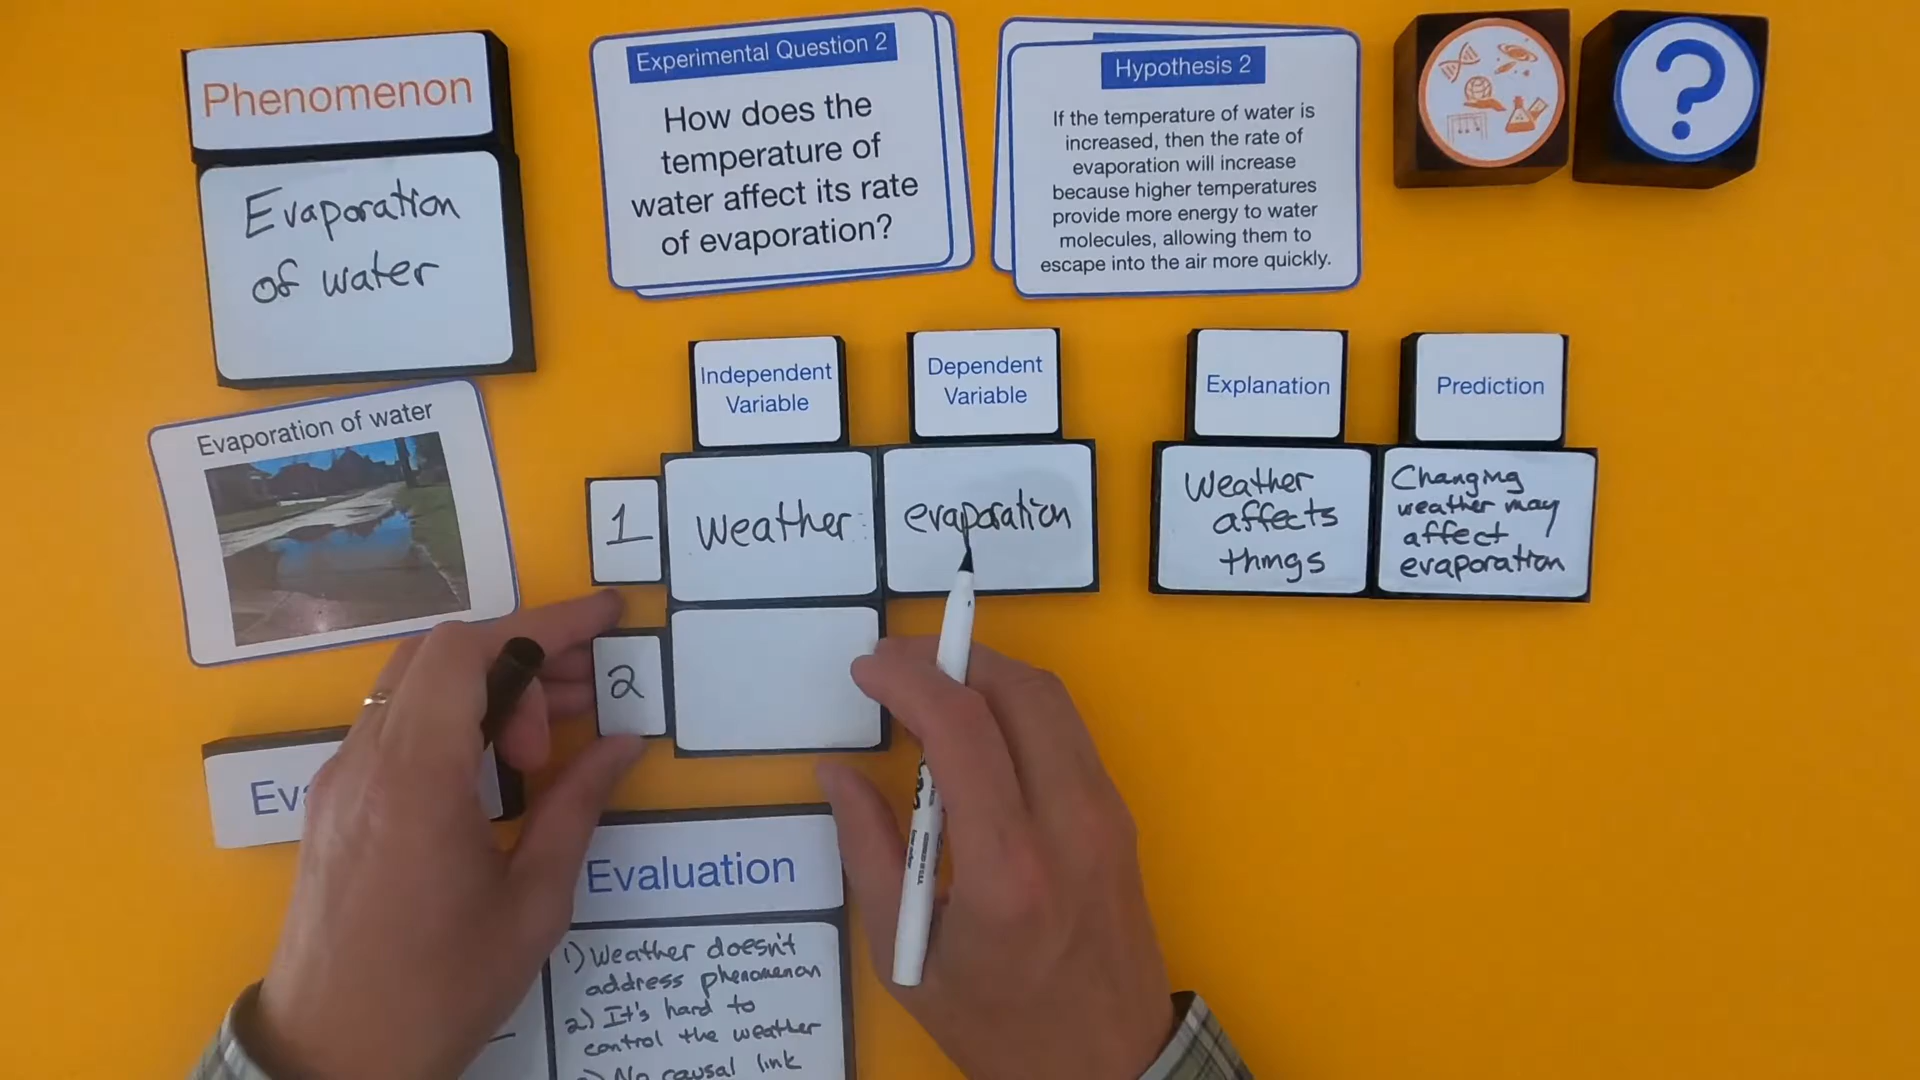 Phenomenon
Evaporation
of water
Evaporation of water
Experimental Question 2
How does the
temperature of
water affect its rate
of evaporation?
Hypothesis 2
If the temperature of water is
increased, then the rate of
evaporation will increase
because higher temperatures
provide more energy to water
molecules, allowing them to
escape into the air more quickly.
?
Independent
Variable
Dependent
Variable
Explanation
Prediction
1
weather
evaporation
Weather
affects
things
Changing
weather may
affect
evaporation
2
Evaluation
1) Weather doesn't
address phenomenon
2) It's hard to
control the weather
No causal link